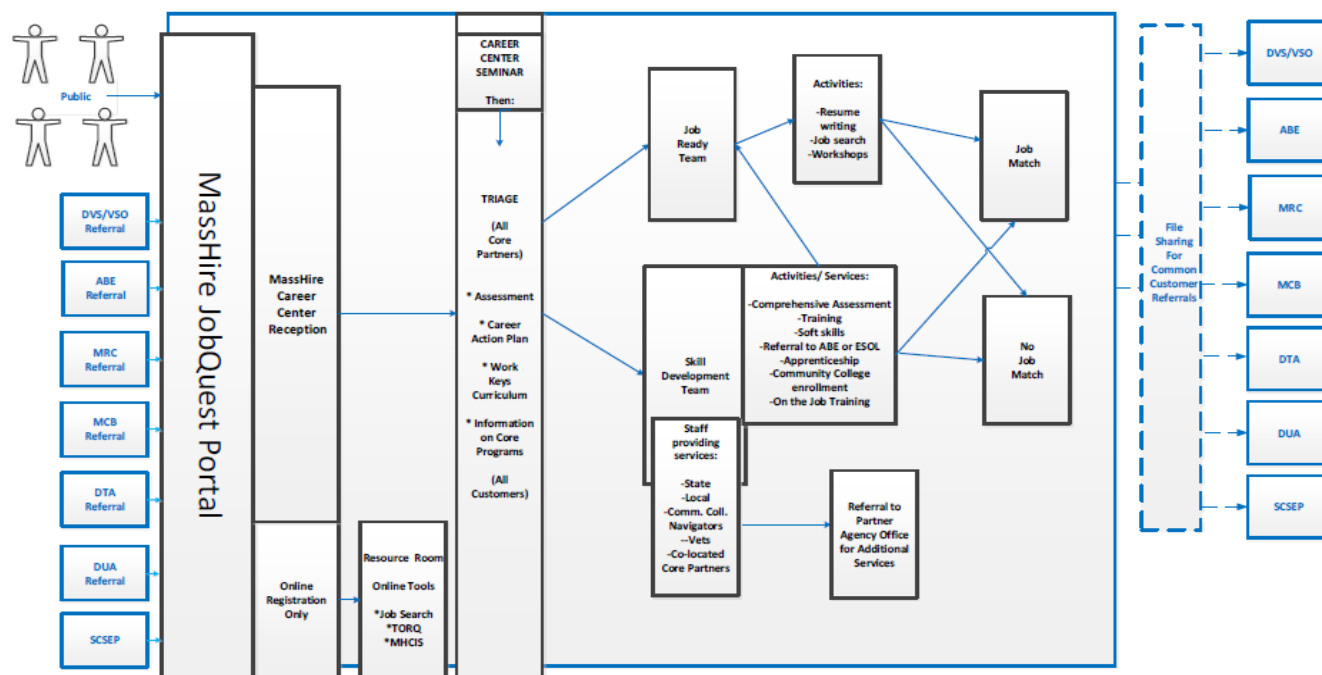 Public
DVS/VSO
Referral
ABE
Referral
MRC
Referral
MCB
Referral
DTA
Referral
DUA
Referral
SCSEP
MassHire JobQuest Portal
MassHire
Career
Center
Reception
Online
Registration
Only
Resource Room
Online Tools
*Job Search
*TORQ
*MHCIS
CAREER
CENTER
SEMINAR
Then:
TRIAGE
(All
Core
Partners)
* Assessment
* Career
Action Plan
* Work
Keys
Curriculum
* Information
on Core
Programs
(All
Customers)
Job
Ready
Team
Activities:
-Resume
writing
-Job search
-Workshops
Job
Match
Skill
Development
Team
Activities/ Services:
-Comprehensive Assessment
-Training
-Soft skills
-Referral to ABE or ESOL
-Apprenticeship
-Community College
enrollment
-On the Job Training
No
Job
Match
Staff
providing
services:
-State
-Local
-Comm. Coll.
Navigators
--Vets
-Co-located
Core Partners
Referral to
Partner
Agency Office
for Additional
Services
File
Sharing
For
Common
Customer
Referrals
DVS/VSO
ABE
MRC
MCB
DTA
DUA
SCSEP